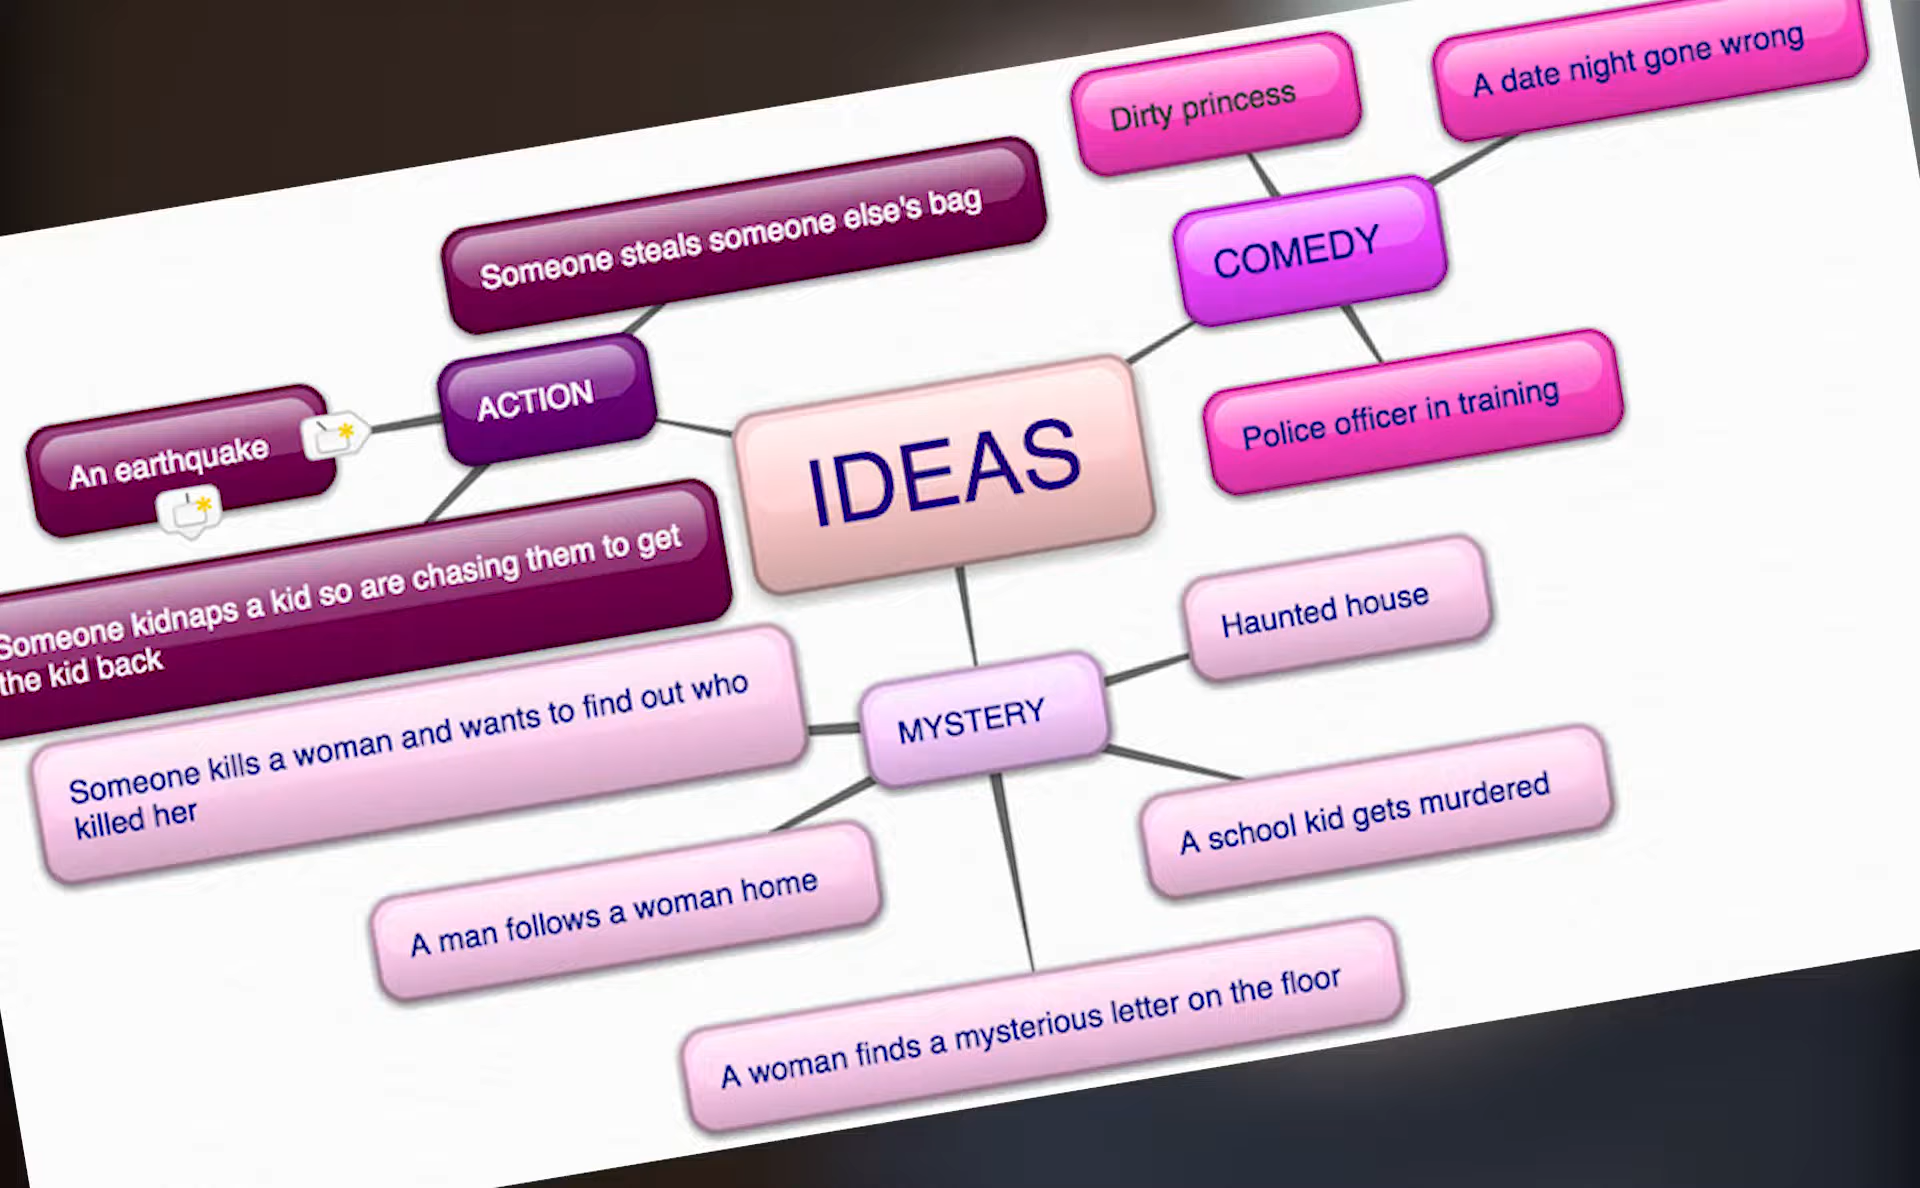 Dirty princess
A date night gone wrong
COMEDY
Police officer in training
Someone steals someone else's bag
ACTION
An earthquake
Someone kidnaps a kid so are chasing them to get
the kid back
IDEAS
MYSTERY
Haunted house
A school kid gets murdered
Someone kills a woman and wants to find out who
killed her
A man follows a woman home
A woman finds a mysterious letter on the floor